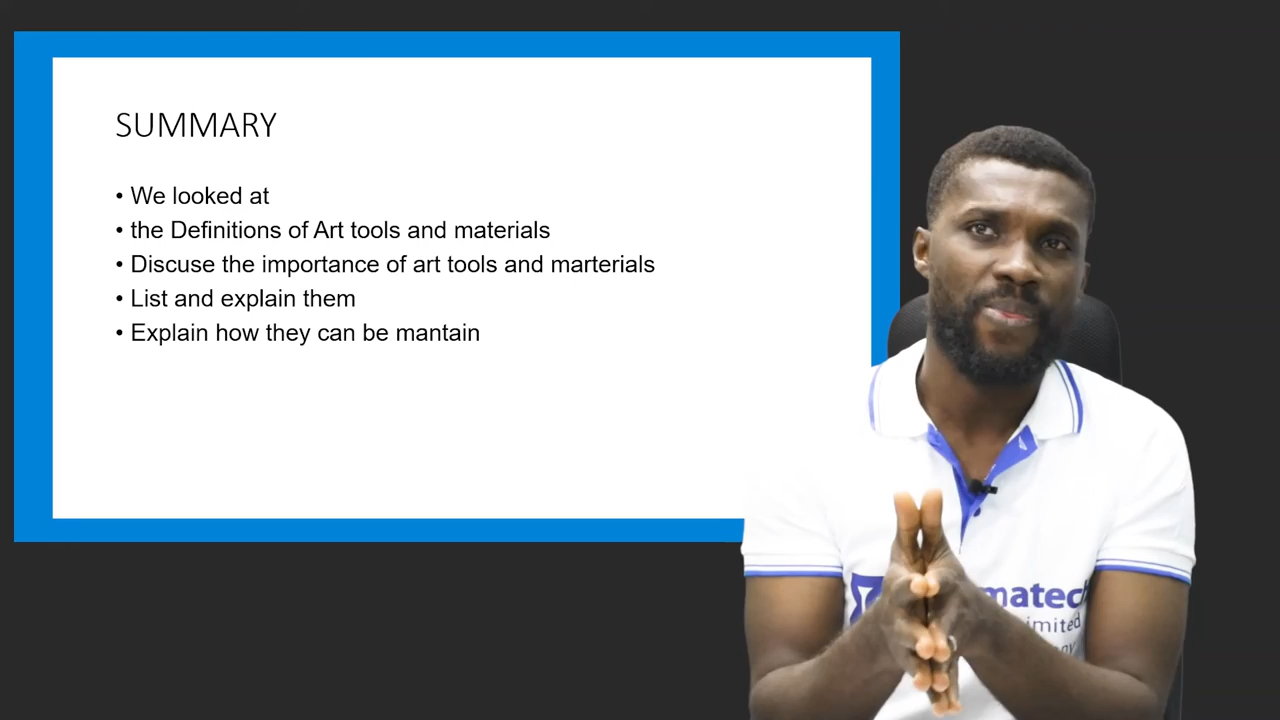 SUMMARY
• We looked at
• the Definitions of Art tools and materials
• Discuse the importance of art tools and marterials
• List and explain them
• Explain how they can be mantain